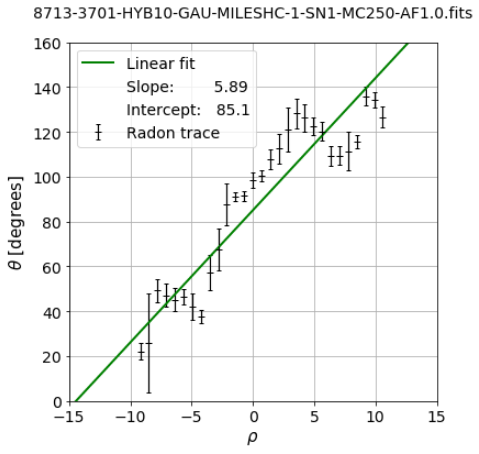 8713-3701-HYB10-GAU-MILESHC-1-SN1-MC250-AF1.0.fits
160
140
120
100
80
60
40
20
0
θ [degrees]
Linear fit
Slope: 5.89
Intercept: 85.1
Radon trace
−15 −10 −5 0 5 10 15
ρ